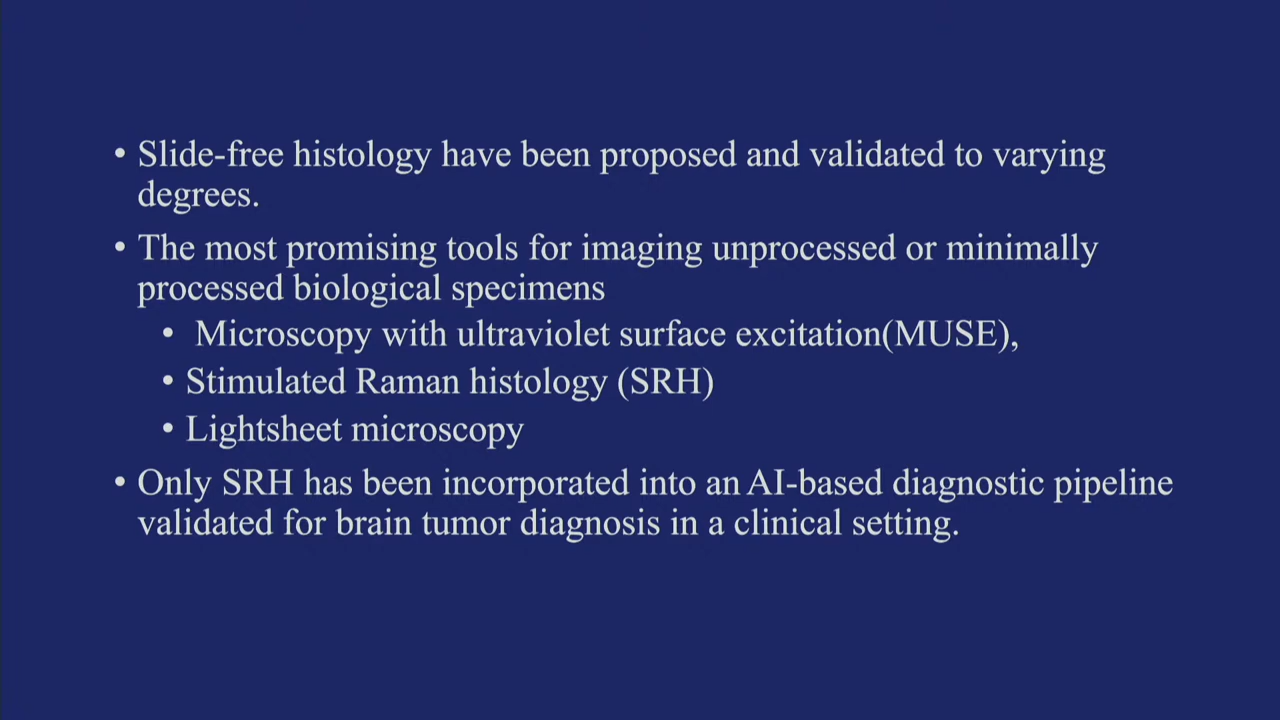 • Slide-free histology have been proposed and validated to varying
degrees.
• The most promising tools for imaging unprocessed or minimally
processed biological specimens
• Microscopy with ultraviolet surface excitation(MUSE),
• Stimulated Raman histology (SRH)
• Lightsheet microscopy
• Only SRH has been incorporated into an AI-based diagnostic pipeline
validated for brain tumor diagnosis in a clinical setting.